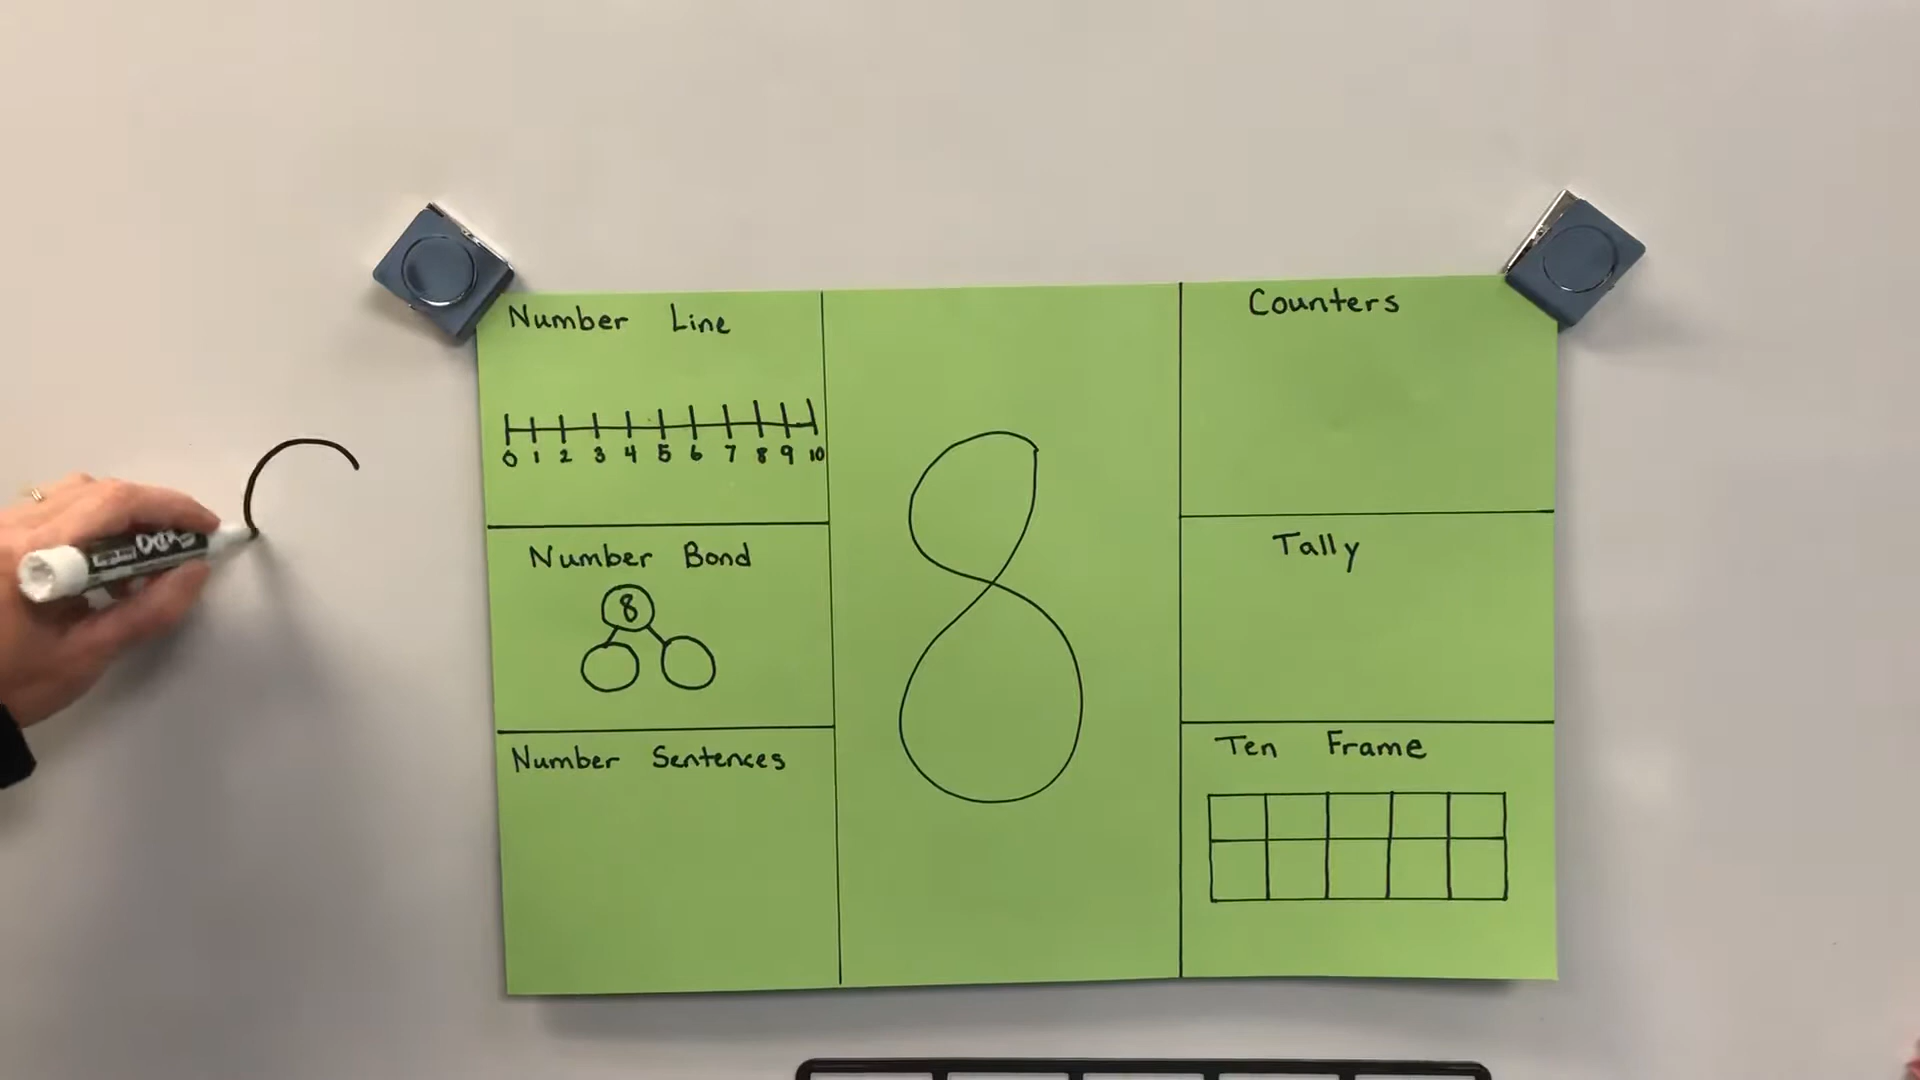 Number Line
0 1 2 3 4 5 6 7 8 9 10
Number Bond
8
Number Sentences
8
Counters
Tally
Ten Frame